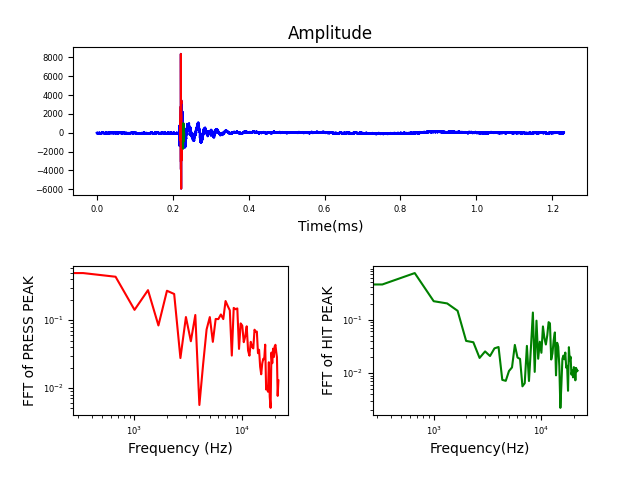 Amplitude
8000
6000
4000
2000
0
−2000
−4000
−6000
0.0 0.2 0.4 0.6 0.8 1.0 1.2
Time(ms)
FFT of PRESS PEAK
10⁻¹
10⁻²
10³ 10⁴
Frequency (Hz)
FFT of HIT PEAK
10⁻¹
10⁻²
10³ 10⁴
Frequency(Hz)